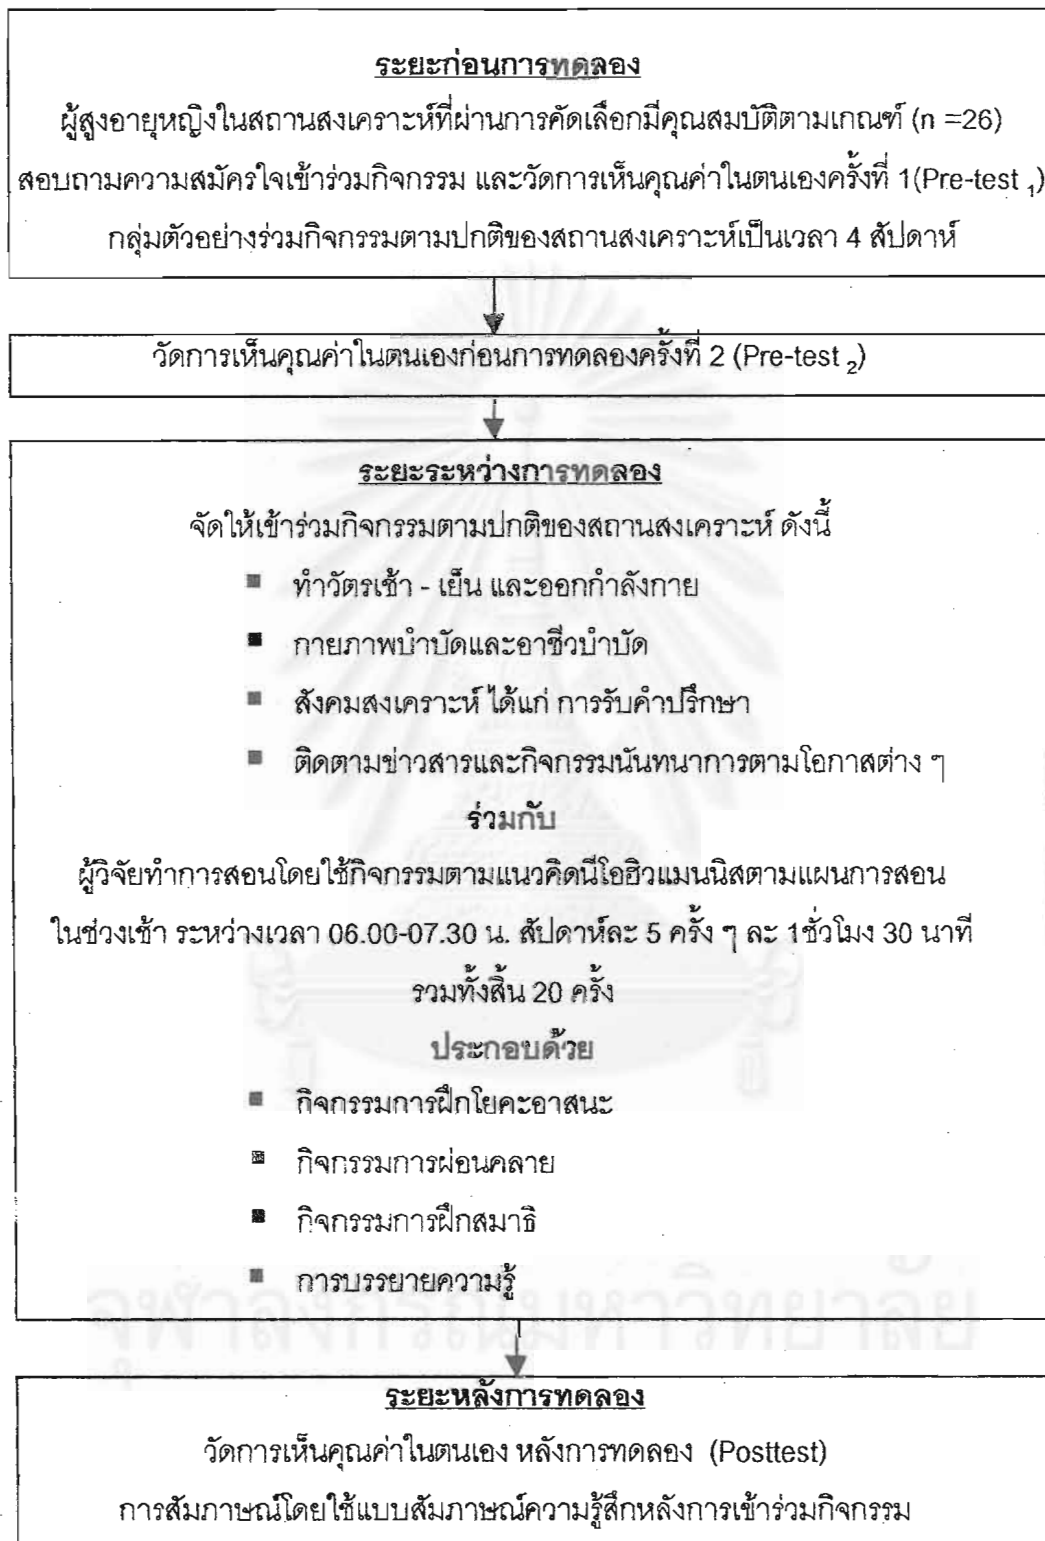 ระยะก่อนการทดลอง
ผู้สูงอายุหญิงในสถานสงเคราะห์ที่ผ่านการคัดเลือกมีคุณสมบัติตามเกณฑ์ (n =26)
สอบถามความสมัครใจเข้าร่วมกิจกรรม และวัดการเห็นคุณค่าในตนเองครั้งที่ 1(Pre-test ₁)
กลุ่มตัวอย่างร่วมกิจกรรมตามปกติของสถานสงเคราะห์เป็นเวลา 4 สัปดาห์
วัดการเห็นคุณค่าในตนเองก่อนการทดลองครั้งที่ 2 (Pre-test ₂)
ระยะระหว่างการทดลอง
จัดให้เข้าร่วมกิจกรรมตามปกติของสถานสงเคราะห์ ดังนี้
▪ ทำวัตรเช้า - เย็น และออกกำลังกาย
▪ กายภาพบำบัดและอาชีวบำบัด
▪ สังคมสงเคราะห์ ได้แก่ การรับคำปรึกษา
▪ ติดตามข่าวสารและกิจกรรมนันทนาการตามโอกาสต่าง ๆ
ร่วมกับ
ผู้วิจัยทำการสอนโดยใช้กิจกรรมตามแนวคิดนีโอฮิวแมนนิสตามแผนการสอน
ในช่วงเช้า ระหว่างเวลา 06.00-07.30 น. สัปดาห์ละ 5 ครั้ง ๆ ละ 1ชั่วโมง 30 นาที
รวมทั้งสิ้น 20 ครั้ง
ประกอบด้วย
▪ กิจกรรมการฝึกโยคะอาสนะ
▪ กิจกรรมการผ่อนคลาย
▪ กิจกรรมการฝึกสมาธิ
▪ การบรรยายความรู้
จุฬาลงกรณ์มหาวิทยาลัย
ระยะหลังการทดลอง
วัดการเห็นคุณค่าในตนเอง หลังการทดลอง (Posttest)
การสัมภาษณ์โดยใช้แบบสัมภาษณ์ความรู้สึกหลังการเข้าร่วมกิจกรรม